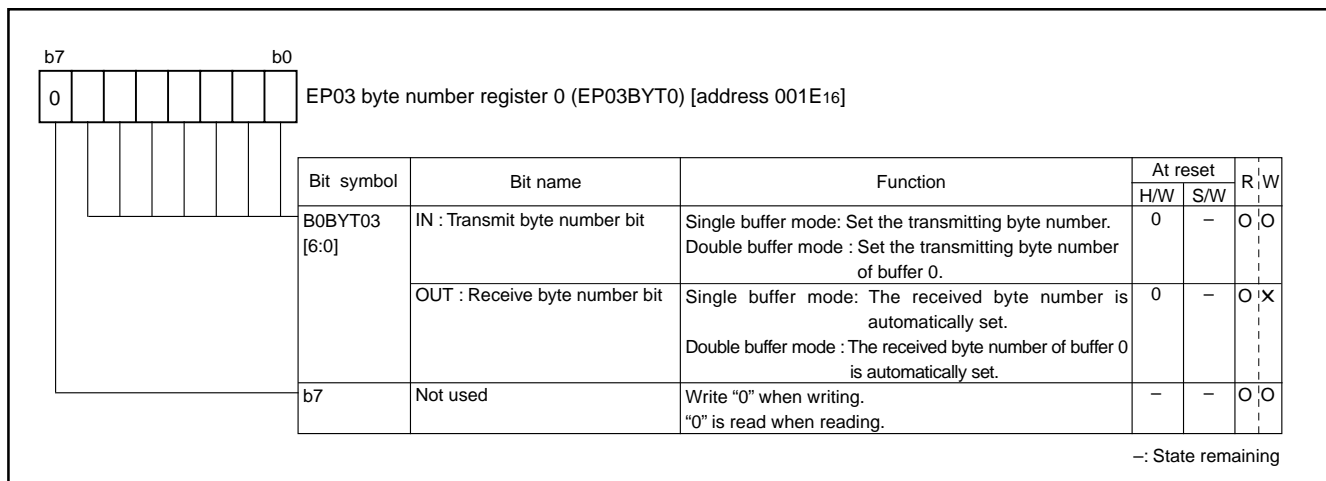 b7 b0
0
EP03 byte number register 0 (EP03BYT0) [address 001E16]
Bit symbol Bit name Function At reset R W
H/W S/W
B0BYT03 IN : Transmit byte number bit Single buffer mode: Set the transmitting byte number. 0 – O O
[6:0] Double buffer mode : Set the transmitting byte number
of buffer 0.
OUT : Receive byte number bit Single buffer mode: The received byte number is 0 – O ×
automatically set.
Double buffer mode : The received byte number of buffer 0
is automatically set.
b7 Not used Write “0” when writing. – – O O
“0” is read when reading.
–: State remaining